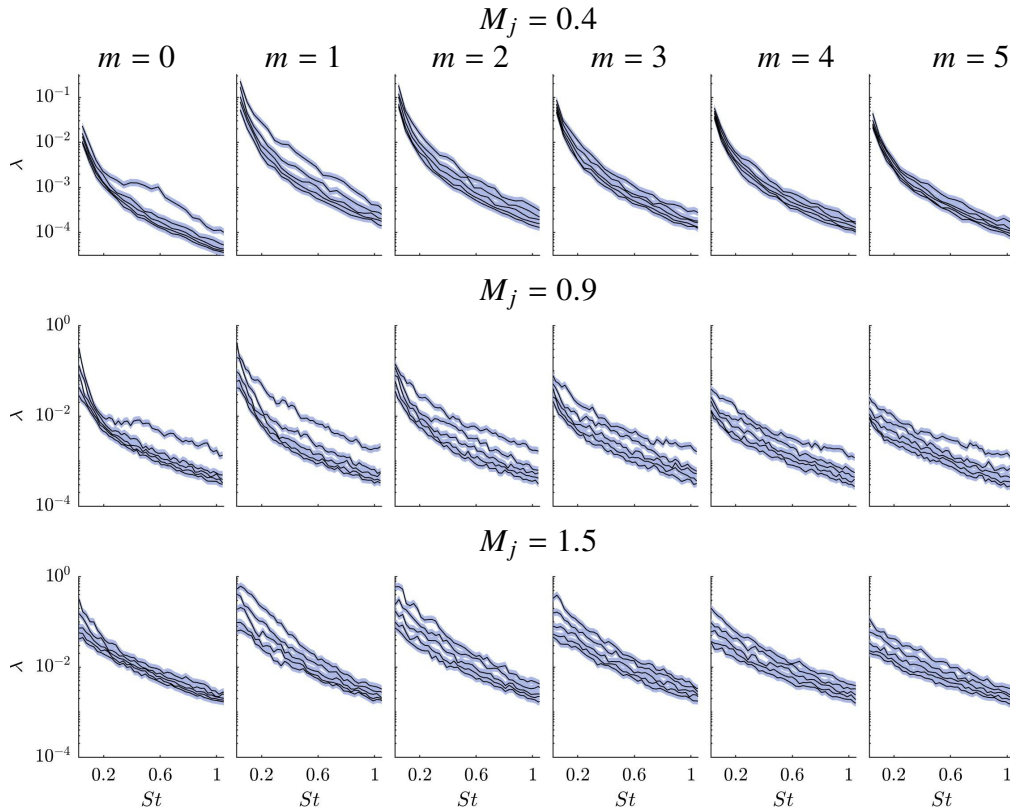 M_j = 0.4
m = 0 m = 1 m = 2 m = 3 m = 4 m = 5
10^{-1}
10^{-2}
λ
10^{-3}
10^{-4}
M_j = 0.9
10^0
λ
10^{-2}
10^{-4}
M_j = 1.5
10^0
λ
10^{-2}
10^{-4}
0.2 0.6 1 0.2 0.6 1 0.2 0.6 1 0.2 0.6 1 0.2 0.6 1 0.2 0.6 1
St St St St St St